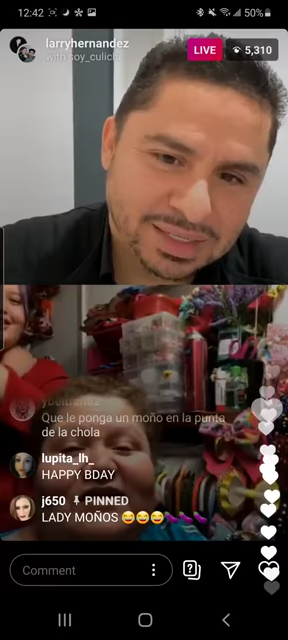 12:42
50%
larryhernandez
LIVE
5,310
with soy_culichi
ybeltran62
Que le ponga un moño en la punta
de la chola
lupita_lh_
HAPPY BDAY
j650 PINNED
LADY MOÑOS 😂😂😂🍆🍆🍆
Comment